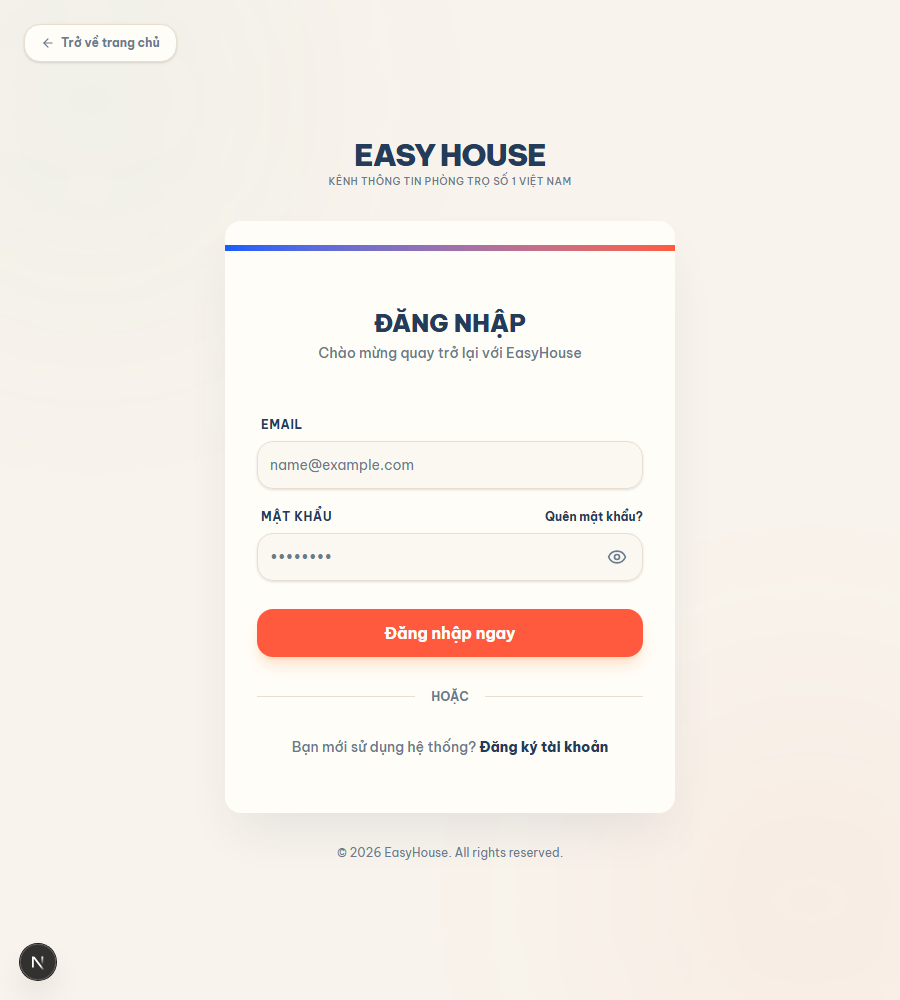 Trở về trang chủ
EASY HOUSE
KÊNH THÔNG TIN PHÒNG TRỌ SỐ 1 VIỆT NAM
ĐĂNG NHẬP
Chào mừng quay trở lại với EasyHouse
EMAIL
name@example.com
MẬT KHẨU Quên mật khẩu?
••••••••
Đăng nhập ngay
HOẶC
Bạn mới sử dụng hệ thống? Đăng ký tài khoản
© 2026 EasyHouse. All rights reserved.
N